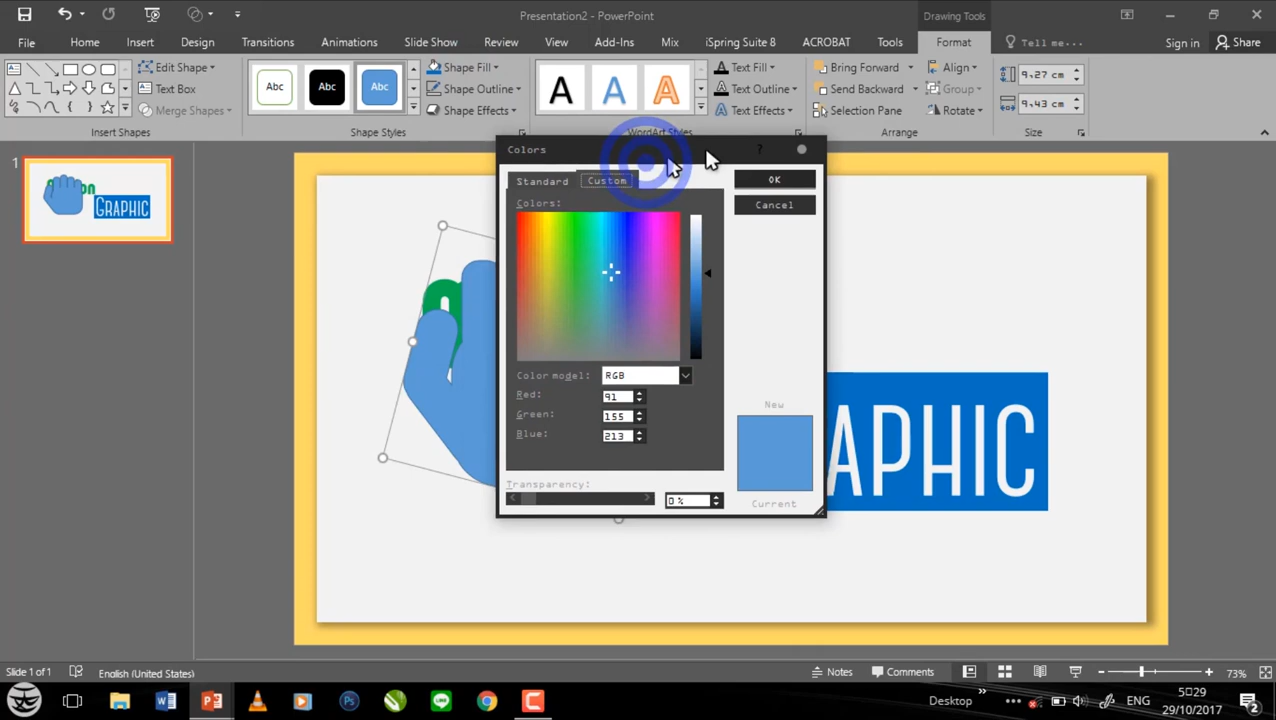 Presentation2 - PowerPoint
Drawing Tools
File
Home
Insert
Design
Transitions
Animations
Slide Show
Review
View
Add-Ins
Mix
iSpring Suite 8
ACROBAT
Tools
Format
Tell me...
Sign in
Share
Edit Shape
Text Box
Merge Shapes
Insert Shapes
Abc
Abc
Abc
Shape Fill
Shape Outline
Shape Effects
Shape Styles
A
A
A
Text Fill
Text Outline
Text Effects
WordArt Styles
Bring Forward
Send Backward
Selection Pane
Align
Group
Rotate
Arrange
9,27 cm
9,43 cm
Size
1
GRAPHIC
Colors
?
Standard
Custom
OK
Cancel
Colors:
Color model:
RGB
Red:
91
Green:
155
Blue:
213
Transparency:
0 %
New
Current
APHIC
Slide 1 of 1
English (United States)
Notes
Comments
73%
Desktop
ENG
29/10/2017
2